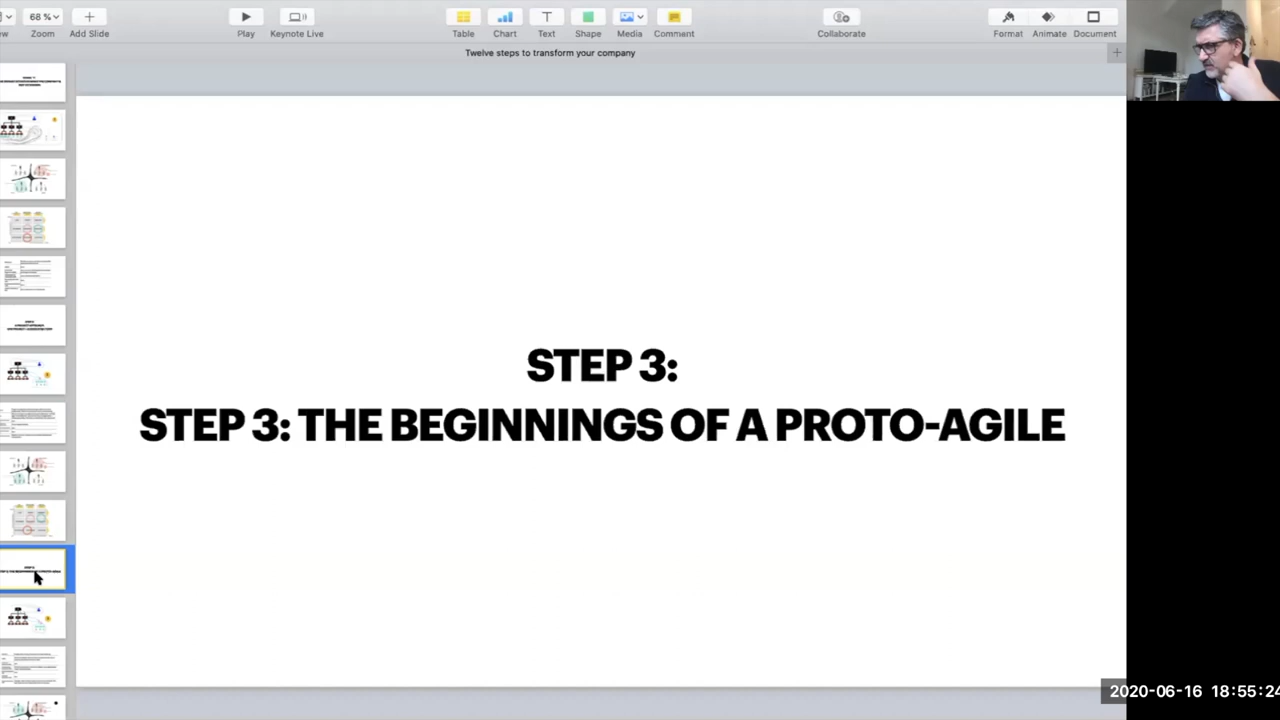 68 %
Zoom
Add Slide
Play
Keynote Live
Table
Chart
Text
Shape
Media
Comment
Collaborate
Format
Animate
Document
Twelve steps to transform your company
STEP 3:
STEP 3: THE BEGINNINGS OF A PROTO-AGILE
2020-06-16 18:55:24